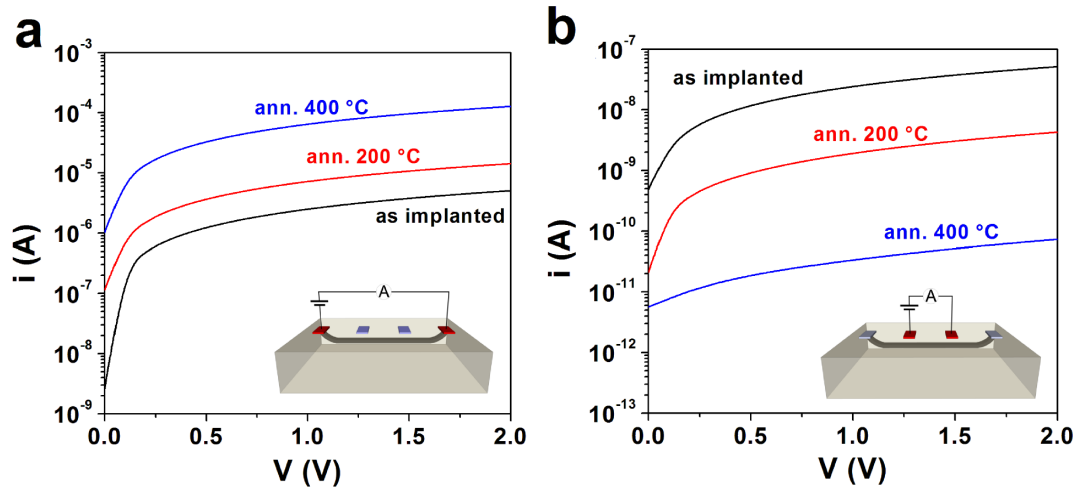 a
10⁻³
10⁻⁴
10⁻⁵
10⁻⁶
10⁻⁷
10⁻⁸
10⁻⁹
i (A)
ann. 400 °C
ann. 200 °C
as implanted
A
0.0 0.5 1.0 1.5 2.0
V (V)
b
10⁻⁷
10⁻⁸
10⁻⁹
10⁻¹⁰
10⁻¹¹
10⁻¹²
10⁻¹³
i (A)
as implanted
ann. 200 °C
ann. 400 °C
A
0.0 0.5 1.0 1.5 2.0
V (V)